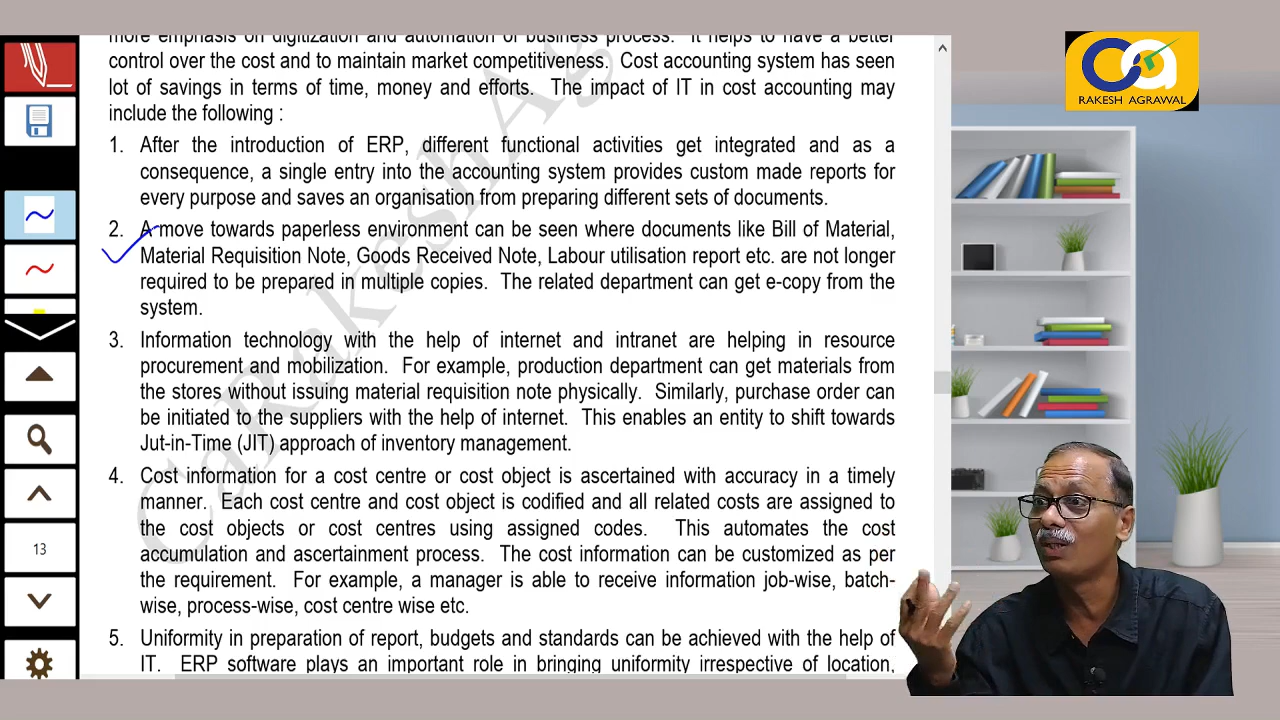 more emphasis on digitization and automation of business process. It helps to have a better
control over the cost and to maintain market competitiveness. Cost accounting system has seen
lot of savings in terms of time, money and efforts. The impact of IT in cost accounting may
include the following :
1. After the introduction of ERP, different functional activities get integrated and as a
consequence, a single entry into the accounting system provides custom made reports for
every purpose and saves an organisation from preparing different sets of documents.
2. A move towards paperless environment can be seen where documents like Bill of Material,
Material Requisition Note, Goods Received Note, Labour utilisation report etc. are not longer
required to be prepared in multiple copies. The related department can get e-copy from the
system.
3. Information technology with the help of internet and intranet are helping in resource
procurement and mobilization. For example, production department can get materials from
the stores without issuing material requisition note physically. Similarly, purchase order can
be initiated to the suppliers with the help of internet. This enables an entity to shift towards
Jut-in-Time (JIT) approach of inventory management.
4. Cost information for a cost centre or cost object is ascertained with accuracy in a timely
manner. Each cost centre and cost object is codified and all related costs are assigned to
the cost objects or cost centres using assigned codes. This automates the cost
accumulation and ascertainment process. The cost information can be customized as per
the requirement. For example, a manager is able to receive information job-wise, batch-
wise, process-wise, cost centre wise etc.
5. Uniformity in preparation of report, budgets and standards can be achieved with the help of
IT. ERP software plays an important role in bringing uniformity irrespective of location,
13
CaRakeshAg
ca
RAKESH AGRAWAL